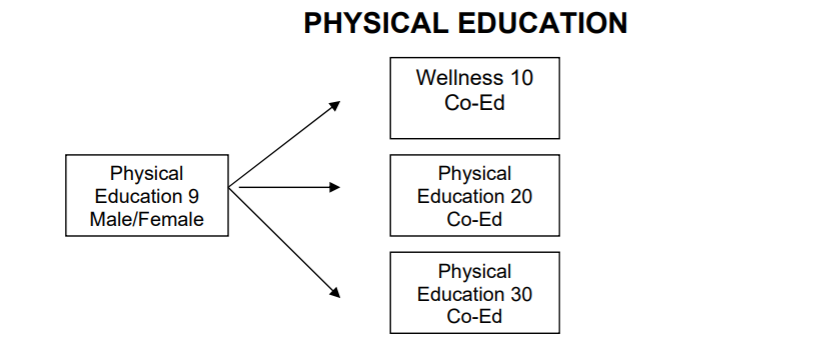 PHYSICAL EDUCATION
Wellness 10
Co-Ed
Physical
Education 9
Male/Female
Physical
Education 20
Co-Ed
Physical
Education 30
Co-Ed